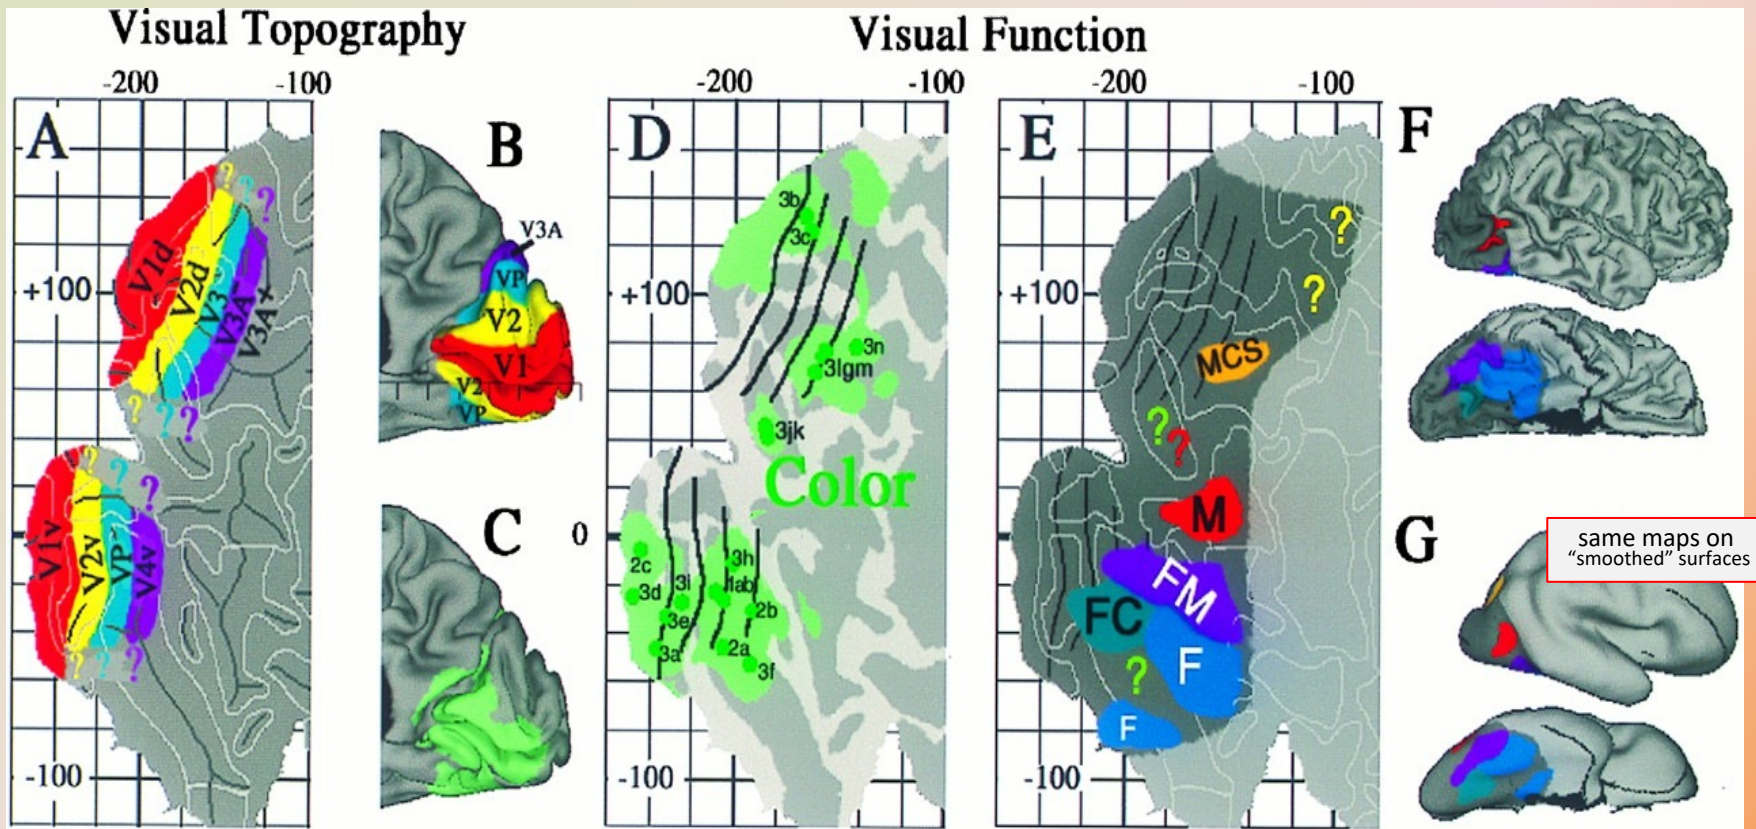 Visual Topography
Visual Function
-200
-100
A
?
?
?
V1d
V2d
V3
V3A-
V3A+
+100
?
?
?
?
?
?
V1v
V2v
VP
V4v
?
?
?
-100
B
V3A
VP
V2
V1
V2
VP
C
-200
-100
D
3b
3c
+100
3n
3lgm
3jk
Color
0
3h
2c
3i
1ab
3d
2b
3e
3a
2a
3f
-100
-200
-100
E
?
+100
?
MCS
?
?
M
FM
FC
F
?
F
-100
F
G
same maps on
“smoothed” surfaces